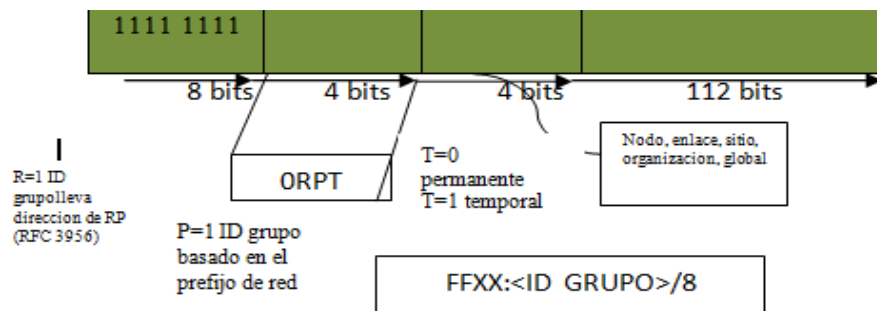 1111 1111
8 bits
4 bits
4 bits
112 bits
R=1 ID
grupolleva
direccion de RP
(RFC 3956)
0RPT
P=1 ID grupo
basado en el
prefijo de red
T=0
permanente
T=1 temporal
Nodo, enlace, sitio,
organizacion, global
FFXX:<ID GRUPO>/8